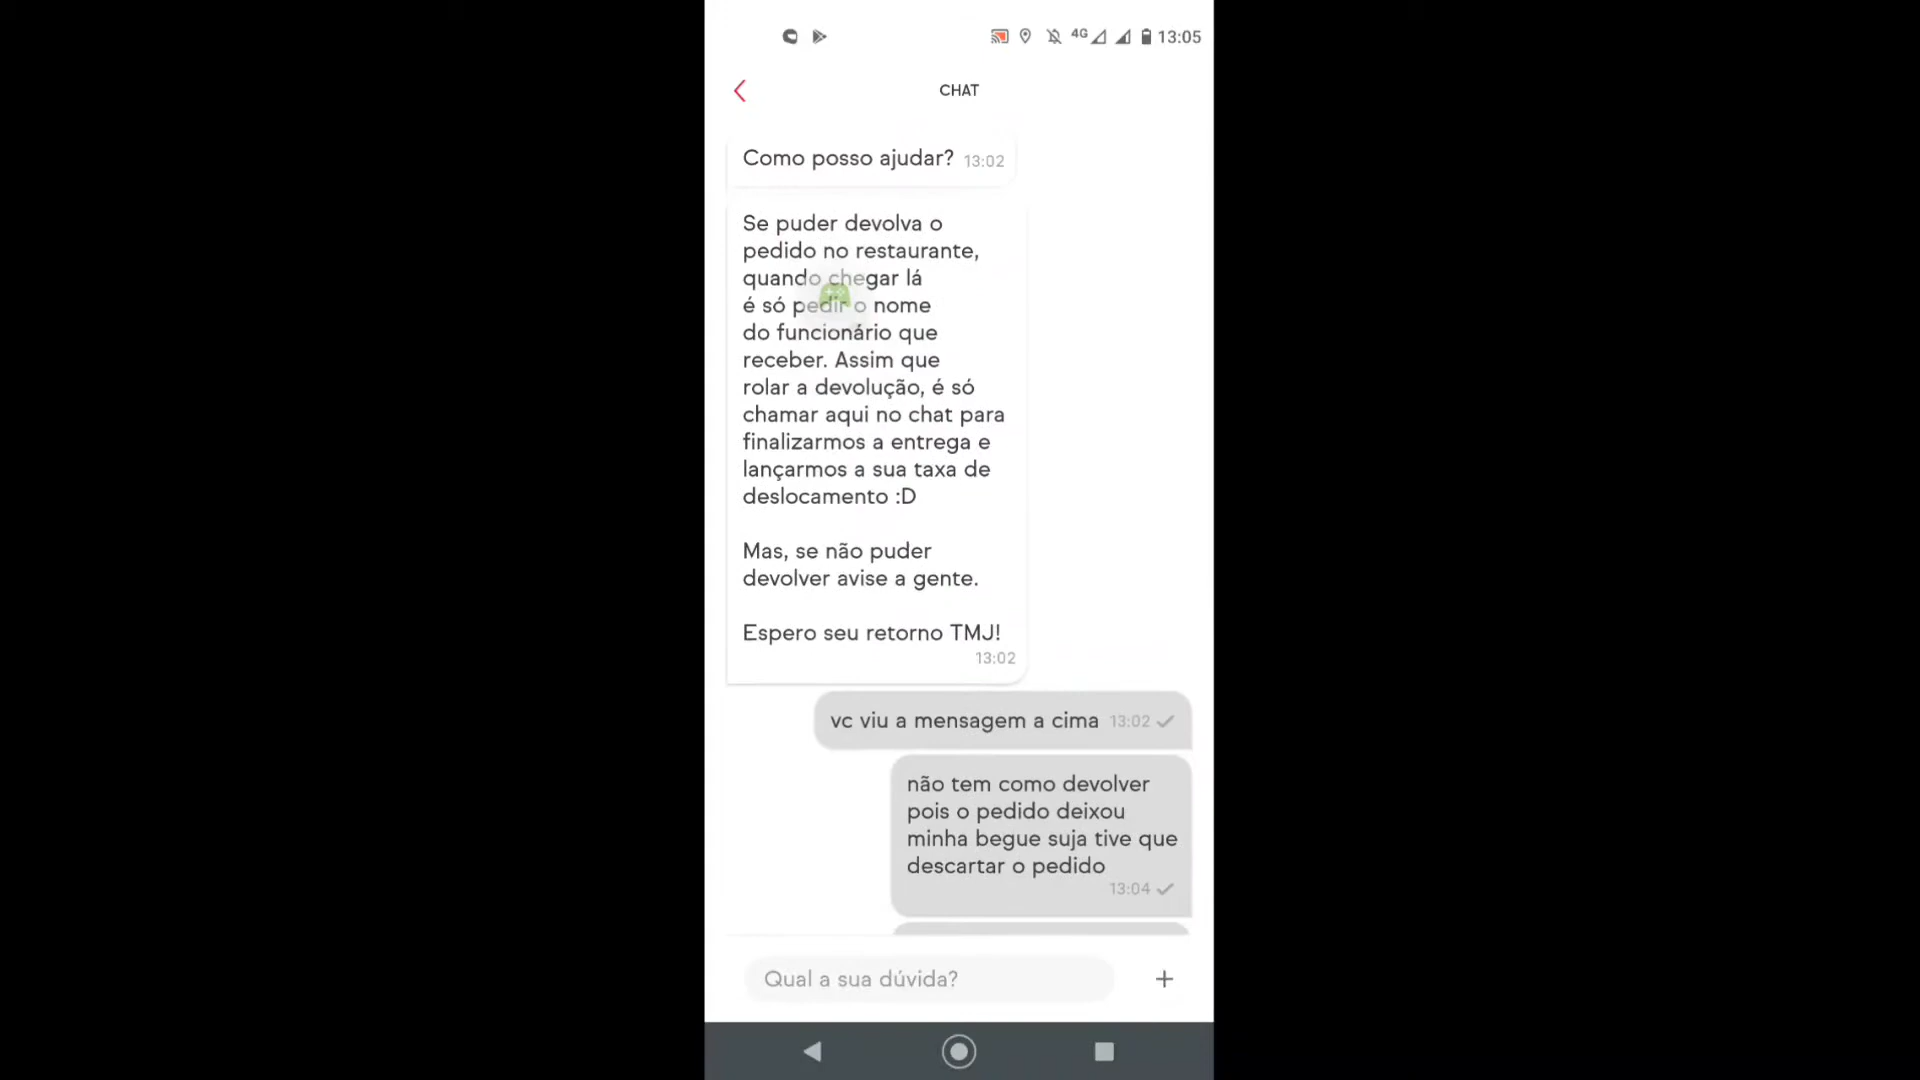 4G 13:05
CHAT
Como posso ajudar? 13:02
Se puder devolva o
pedido no restaurante,
quando chegar lá
é só pedir o nome
do funcionário que
receber. Assim que
rolar a devolução, é só
chamar aqui no chat para
finalizarmos a entrega e
lançarmos a sua taxa de
deslocamento :D
Mas, se não puder
devolver avise a gente.
Espero seu retorno TMJ!
13:02
vc viu a mensagem a cima 13:02
não tem como devolver
pois o pedido deixou
minha begue suja tive que
descartar o pedido
13:04
Qual a sua dúvida?